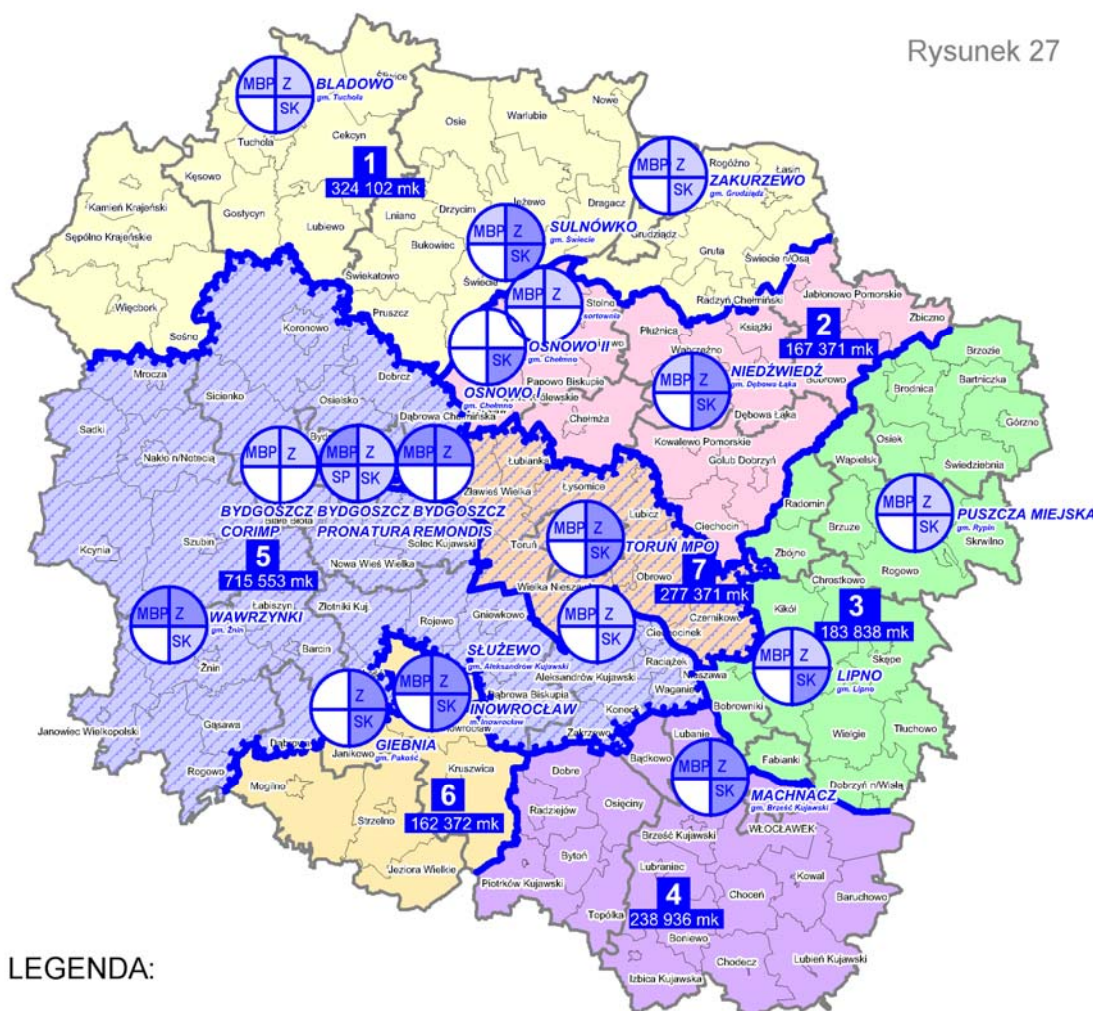 Rysunek 27
MBP Z SK
BLADOWO
gm. Tuchola
Osie
Warlubie
Nowe
Cekcyn
Tuchola
Kęsowo
1
324 102 mk
MBP Z SK
Rogóźno
Łasin
ZAKURZEWO
gm. Grudziądz
Kamień Krajeński
Gostycyn
Lniano
Drzycim
Jeżewo
Dragacz
Sępólno Krajeńskie
Lubiewo
Bukowiec
MBP Z SK
SULNÓWKO
gm. Świecie
Grudziądz
Gruta
Świecie n/Osą
Świekatowo
Świecie
Radzyń Chełmiński
Jabłonowo Pomorskie
Więcbork
Pruszcz
MBP Z
Stolno
sortownia
Zbiczno
Sośno
Koronowo
Płużnica
Książki
2
167 371 mk
Mrocza
SK
OSNOWO II
gm. Chełmno
Wąbrzeźno
NIEDŹWIEDŹ
gm. Dębowa Łąka
Bobrowo
Brzozie
OSNOWO I
gm. Chełmno
Papowo Biskupie
MBP Z SK
Brodnica
Bartniczka
Sicienko
Osielsko
Dobrcz
Chełmża
Dębowa Łąka
Górzno
Sadki
Dąbrowa Chełmińska
Kowalewo Pomorskie
Osiek
Nakło n/Notecią
MBP Z
MBP Z SP SK
MBP Z
Łubianka
Golub Dobrzyń
Wąpielsk
Świedziebnia
Zławieś Wielka
Łysomice
Radomin
MBP Z SK
PUSZCZA MIEJSKA
gm. Rypin
BYDGOSZCZ BYDGOSZCZ BYDGOSZCZ
CORIMP PRONATURA REMONDIS
Białe Błota
Lubicz
Ciechocin
Brzuze
Skrwilno
Kcynia
Szubin
5
715 553 mk
Solec Kujawski
Nowa Wieś Wielka
Toruń
MBP Z SK
TORUŃ MPO
Zbójno
Rogowo
Obrowo
7
277 371 mk
Chrostkowo
Kikół
3
183 838 mk
Łabiszyn
Złotniki Kuj.
Gniewkowo
Czernikowo
MBP Z SK
WAWRZYNKI
gm. Żnin
Barcin
Rojewo
MBP Z SK
Ciechocinek
Skępe
Żnin
SŁUŻEWO
gm. Aleksandrów Kujawski
Raciążek
Nieszawa
MBP Z SK
LIPNO
gm. Lipno
Aleksandrów Kujawski
MBP Z SK
Dąbrowa Biskupia
Waganiec
Bobrowniki
Tłuchowo
Janowiec Wielkopolski
Gąsawa
Z SK
INOWROCŁAW
m. Inowrocław
Koneck
Wielgie
GIEBNIA
gm. Pakość
Zakrzewo
Lubanie
Rogowo
Janikowo
Bądkowo
Fabianki
Mogilno
Kruszwica
Dobre
MBP Z SK
MACHNACZ
gm. Brześć Kujawski
Dobrzyń n/Wisłą
6
162 372 mk
Radziejów
Osięciny
Strzelno
Brześć Kujawski
WŁOCŁAWEK
Bytoń
Lubraniec
Kowal
Jeziora Wielkie
Piotrków Kujawski
4
238 936 mk
Choceń
Baruchowo
Topólka
Boniewo
Izbica Kujawska
Chodecz
Lubień Kujawski
LEGENDA: